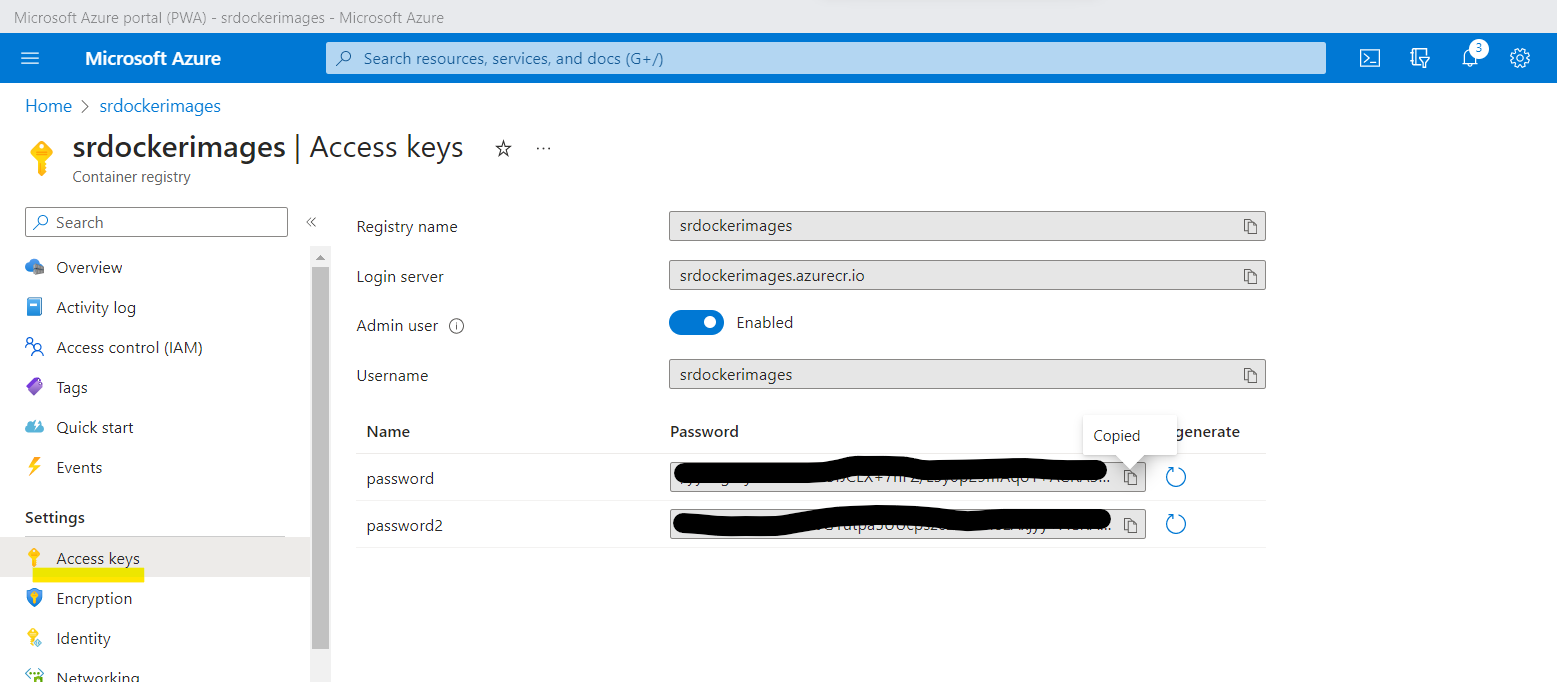 Microsoft Azure portal (PWA) - srdockerimages - Microsoft Azure
Microsoft Azure
Search resources, services, and docs (G+/)
3
Home > srdockerimages
srdockerimages | Access keys
Container registry
Search
Overview
Activity log
Access control (IAM)
Tags
Quick start
Events
Settings
Access keys
Encryption
Identity
Networking
Registry name
srdockerimages
Login server
srdockerimages.azurecr.io
Admin user
Enabled
Username
srdockerimages
Name Password generate
Copied
password
password2